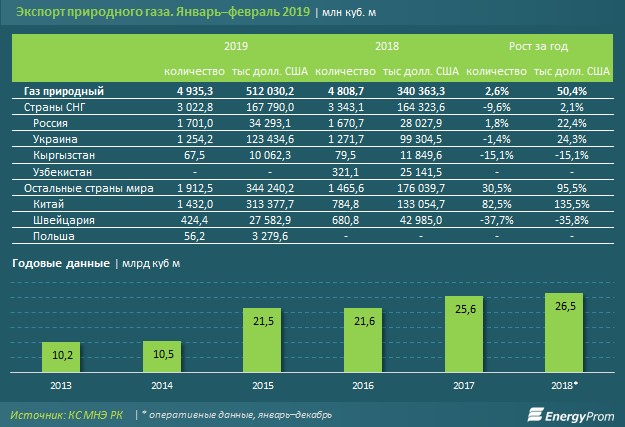 Экспорт природного газа. Январь–февраль 2019 | млн куб. м
2019 2018 Рост за год
количество тыс долл. США количество тыс долл. США количество тыс долл. США
Газ природный 4 935,3 512 030,2 4 808,7 340 363,3 2,6% 50,4%
Страны СНГ 3 022,8 167 790,0 3 343,1 164 323,6 -9,6% 2,1%
Россия 1 701,0 34 293,1 1 670,7 28 027,9 1,8% 22,4%
Украина 1 254,2 123 434,6 1 271,7 99 304,5 -1,4% 24,3%
Кыргызстан 67,5 10 062,3 79,5 11 849,6 -15,1% -15,1%
Узбекистан - - 321,1 25 141,5 - -
Остальные страны мира 1 912,5 344 240,2 1 465,6 176 039,7 30,5% 95,5%
Китай 1 432,0 313 377,7 784,8 133 054,7 82,5% 135,5%
Швейцария 424,4 27 582,9 680,8 42 985,0 -37,7% -35,8%
Польша 56,2 3 279,6 - - - -
Годовые данные | млрд куб м
10,2 10,5 21,5 21,6 25,6 26,5
2013 2014 2015 2016 2017 2018*
Источник: КС МНЭ РК | * оперативные данные, январь–декабрь
EnergyProm